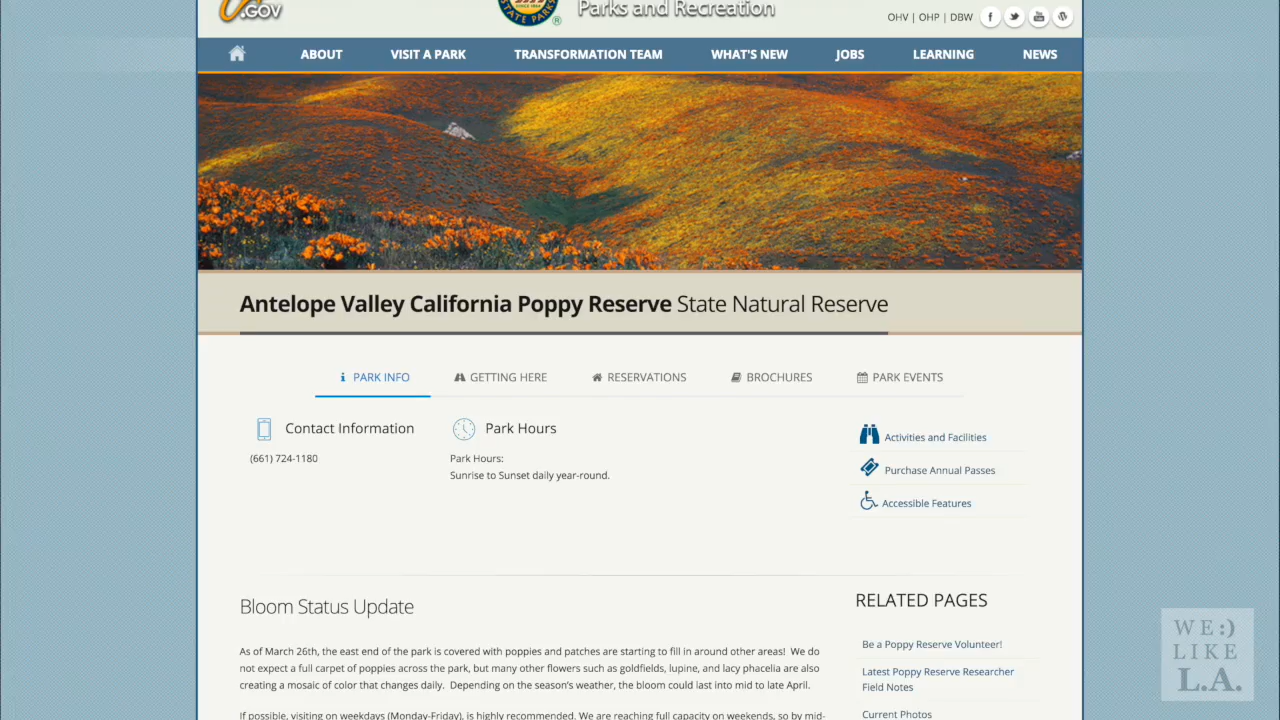 .GOV
STATE PARKS
SINCE 1864
®
Parks and Recreation
OHV | OHP | DBW
ABOUT
VISIT A PARK
TRANSFORMATION TEAM
WHAT'S NEW
JOBS
LEARNING
NEWS
Antelope Valley California Poppy Reserve State Natural Reserve
PARK INFO
GETTING HERE
RESERVATIONS
BROCHURES
PARK EVENTS
Contact Information
(661) 724-1180
Park Hours
Park Hours:
Sunrise to Sunset daily year-round.
Activities and Facilities
Purchase Annual Passes
Accessible Features
Bloom Status Update
As of March 26th, the east end of the park is covered with poppies and patches are starting to fill in around other areas! We do
not expect a full carpet of poppies across the park, but many other flowers such as goldfields, lupine, and lacy phacelia are also
creating a mosaic of color that changes daily. Depending on the season's weather, the bloom could last into mid to late April.
If possible, visiting on weekdays (Monday-Friday), is highly recommended. We are reaching full capacity on weekends, so by mid-
RELATED PAGES
Be a Poppy Reserve Volunteer!
Latest Poppy Reserve Researcher
Field Notes
Current Photos
WE:)
LIKE
L.A.